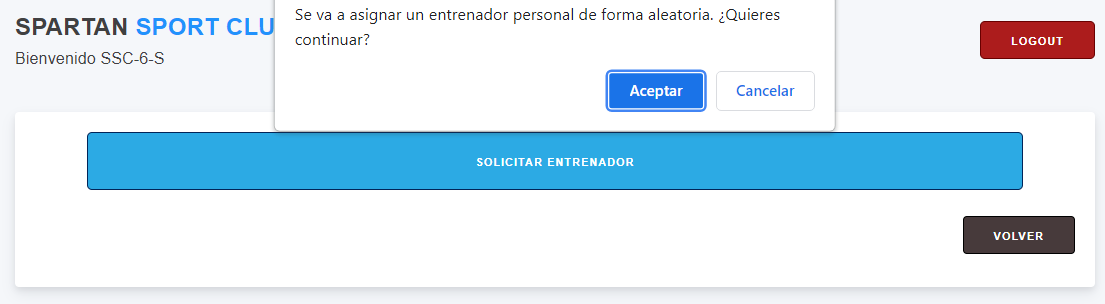 SPARTAN SPORT CLU
Bienvenido SSC-6-S
Se va a asignar un entrenador personal de forma aleatoria. ¿Quieres
continuar?
Aceptar
Cancelar
LOGOUT
SOLICITAR ENTRENADOR
VOLVER